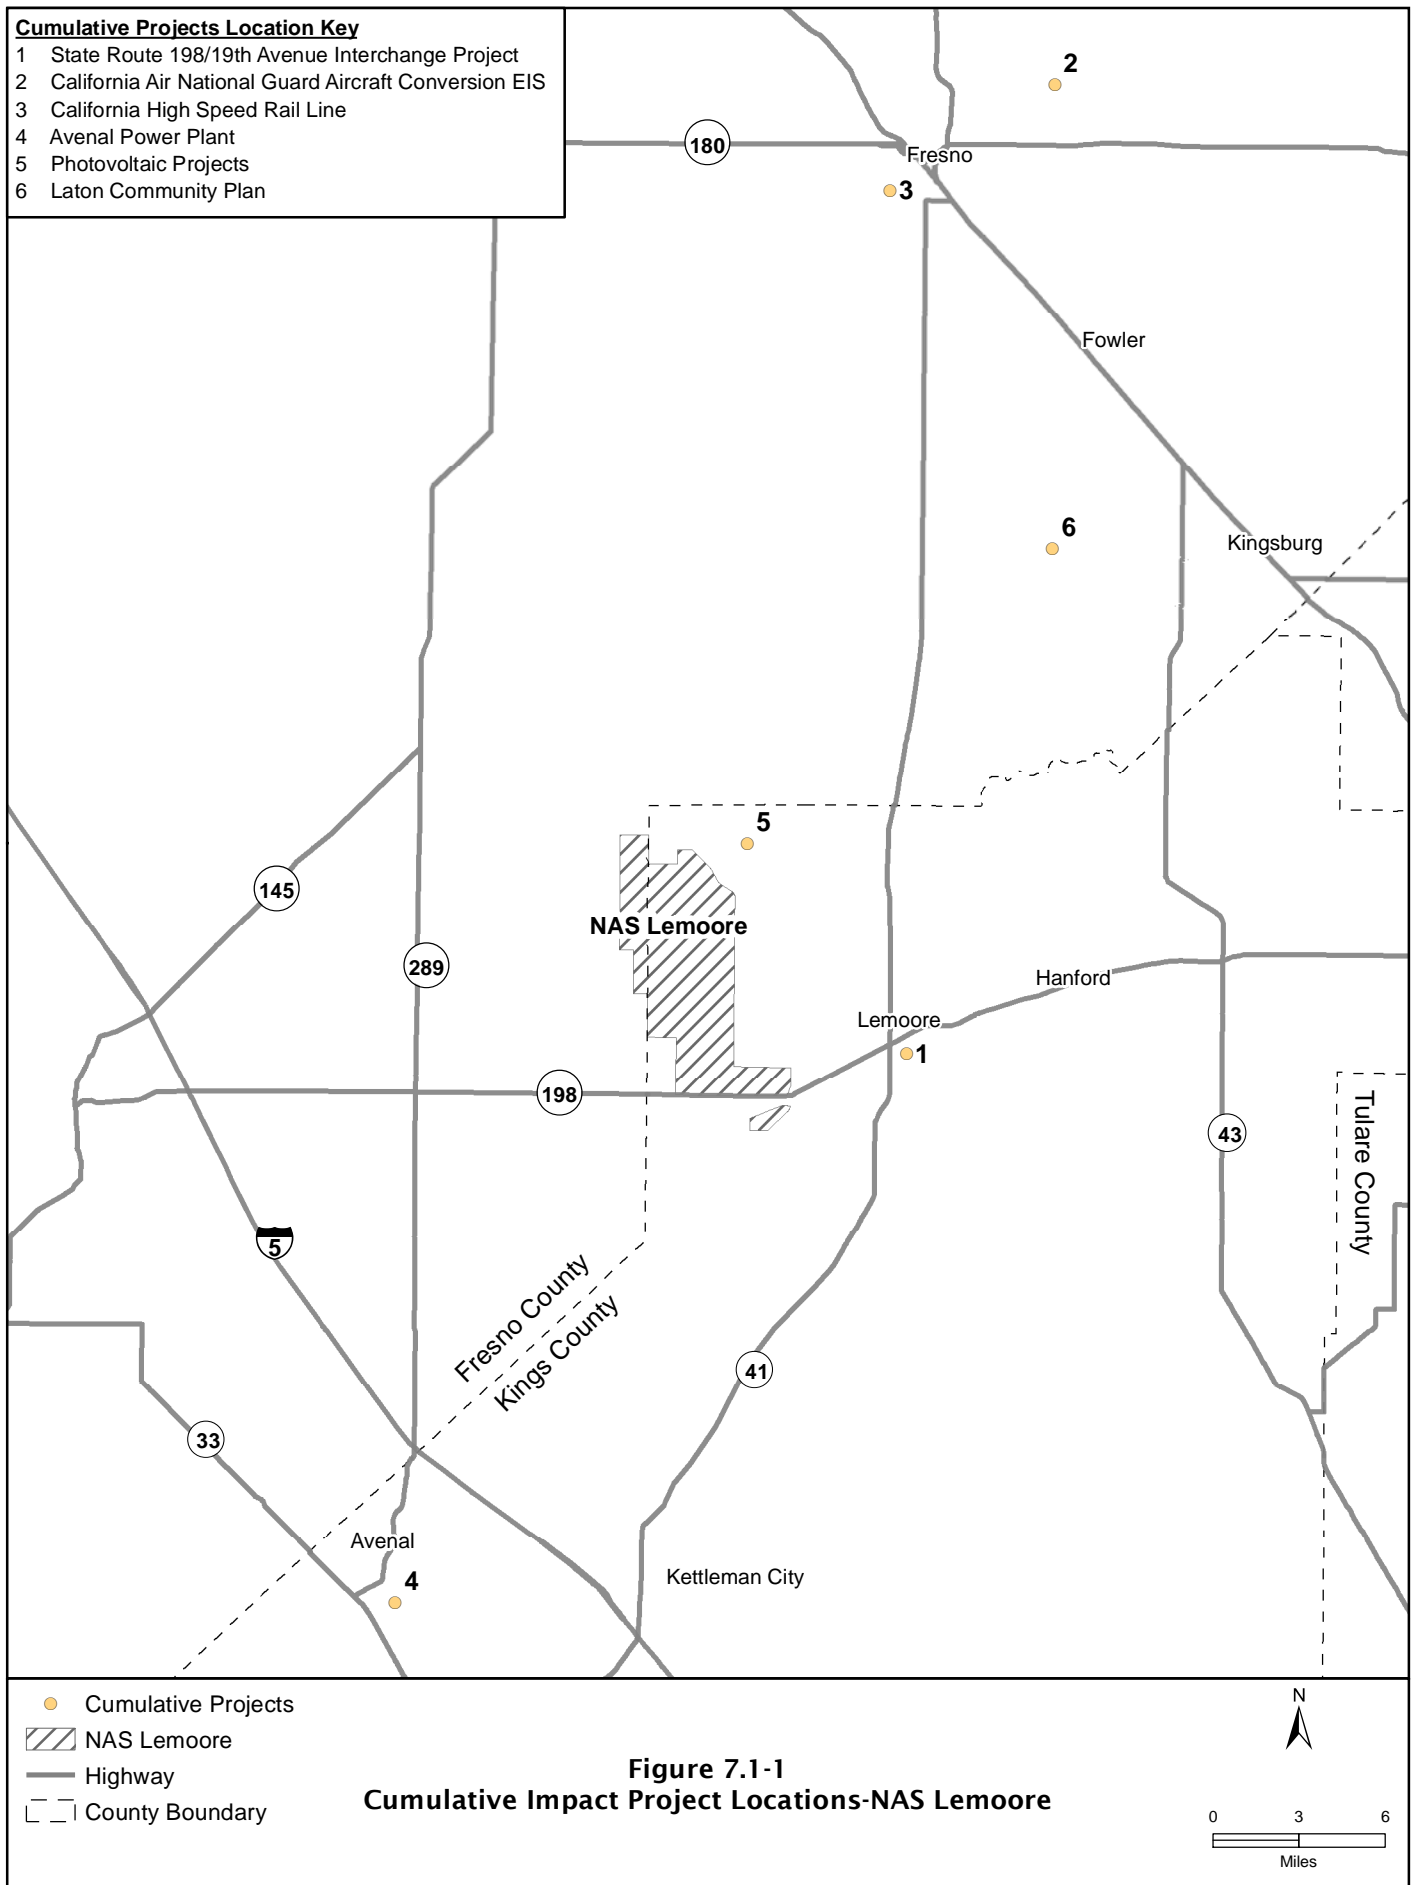 Cumulative Projects Location Key
1 State Route 198/19th Avenue Interchange Project
2 California Air National Guard Aircraft Conversion EIS
3 California High Speed Rail Line
4 Avenal Power Plant
5 Photovoltaic Projects
6 Laton Community Plan
2
180
Fresno
3
Fowler
6
Kingsburg
5
145
NAS Lemoore
289
Hanford
Lemoore
1
198
43
Tulare County
5
Fresno County
Kings County
41
33
Avenal
4
Kettleman City
Cumulative Projects
NAS Lemoore
Highway
County Boundary
Figure 7.1-1
Cumulative Impact Project Locations-NAS Lemoore
N
0 3 6
Miles